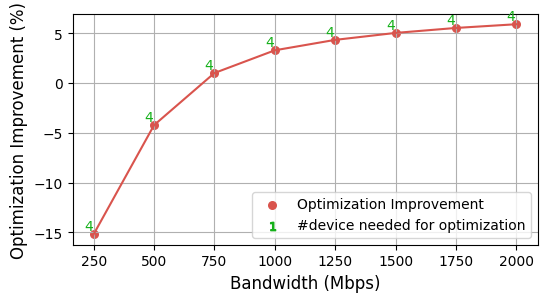 Optimization Improvement (%)
5
0
−5
−10
−15
4
4
4
4
4
4
4
4
Optimization Improvement
1 #device needed for optimization
250 500 750 1000 1250 1500 1750 2000
Bandwidth (Mbps)